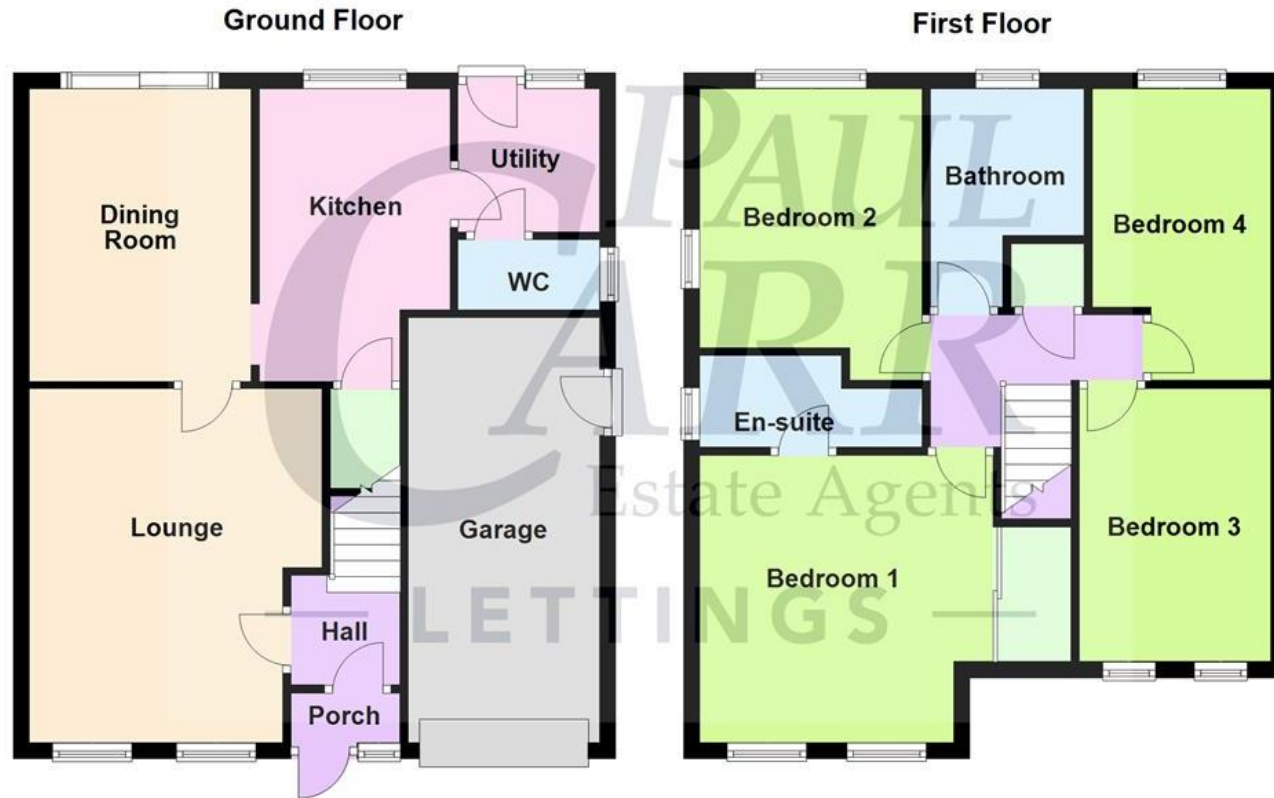 Ground Floor
First Floor
Dining
Room
Kitchen
Utility
WC
Lounge
Garage
Hall
Porch
Bedroom 2
Bathroom
Bedroom 4
En-suite
Bedroom 1
Bedroom 3
PAUL
CARR
Estate Agents
LETTINGS